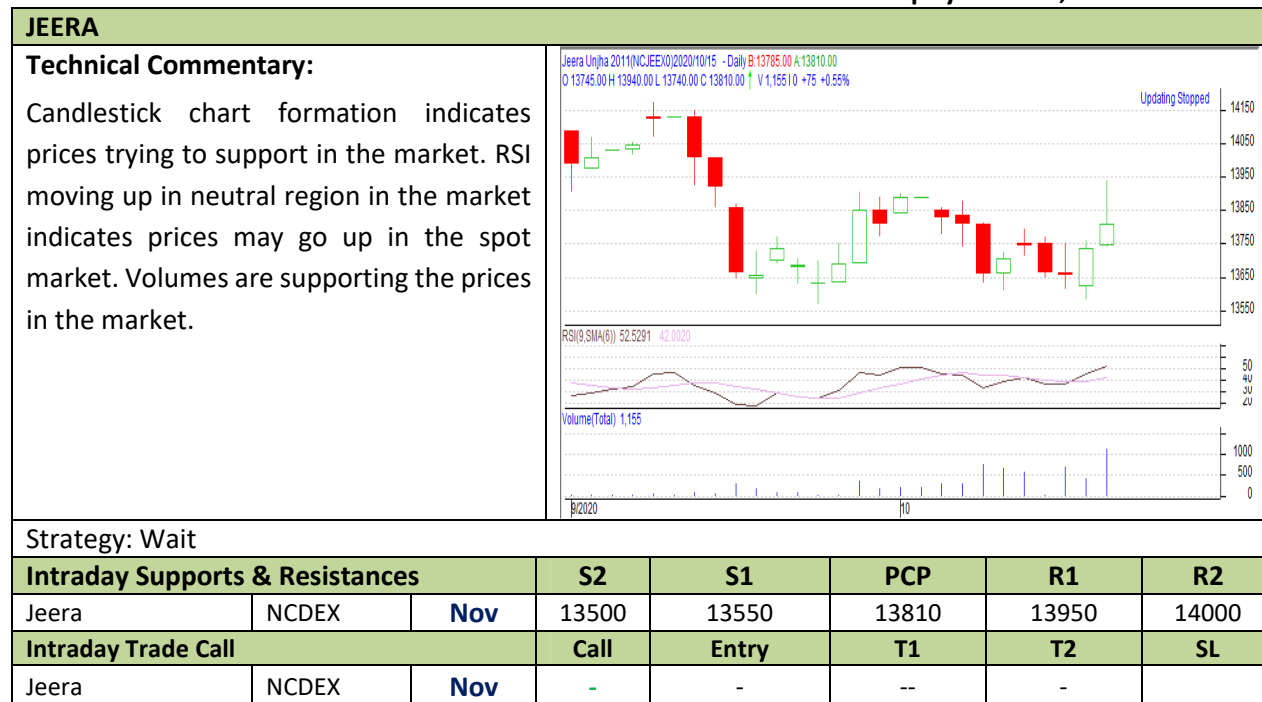 JEERA
Technical Commentary:
Candlestick chart formation indicates
prices trying to support in the market. RSI
moving up in neutral region in the market
indicates prices may go up in the spot
market. Volumes are supporting the prices
in the market.
Jeera Unjha 2011(NCJEEX0)2020/10/15 - Daily B:13785.00 A:13810.00
O 13745.00 H 13940.00 L 13740.00 C 13810.00 V 1,155 I 0 +75 +0.55%
Updating Stopped
14150
14050
13950
13850
13750
13650
13550
RSI(9,SMA(6)) 52.5291 42.0020
50
40
30
20
Volume(Total) 1,155
1000
500
0
9/2020 10
Strategy: Wait
Intraday Supports & Resistances S2 S1 PCP R1 R2
Jeera NCDEX Nov 13500 13550 13810 13950 14000
Intraday Trade Call Call Entry T1 T2 SL
Jeera NCDEX Nov - - -- -